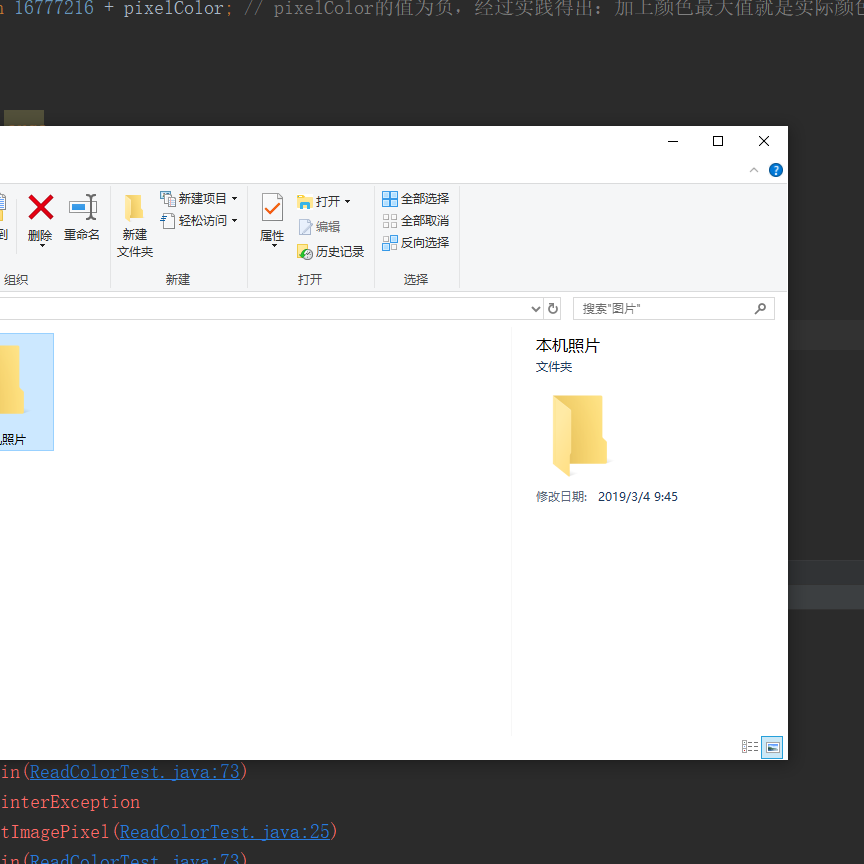 16777216 + pixelColor; // pixelColor的值为负，经过实践得出：加上颜色最大值就是实际颜色
新建项目
全部选择
打开
轻松访问
全部取消
编辑
删除
重命名
新建
文件夹
属性
历史记录
反向选择
组织
新建
打开
选择
搜索"图片"
本机照片
文件夹
照片
修改日期: 2019/3/4 9:45
in(ReadColorTest.java:73)
interException
tImagePixel(ReadColorTest.java:25)
in(ReadColorTest.java:73)